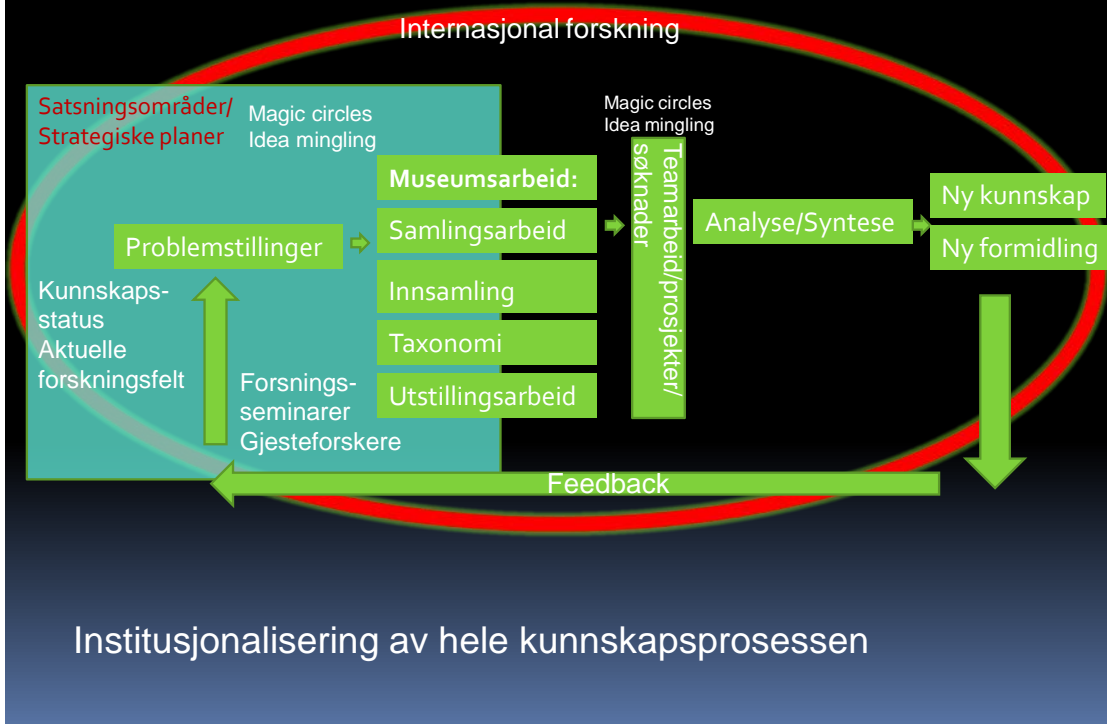 Internasjonal forskning
Satsningsområder/
Strategiske planer
Magic circles
Idea mingling
Magic circles
Idea mingling
Problemstillinger
Museumsarbeid:
Samlingsarbeid
Innsamling
Taxonomi
Utstillingsarbeid
Teamarbeid/prosjekter/
søknader
Analyse/Syntese
Ny kunnskap
Ny formidling
Kunnskaps-
status
Aktuelle
forskningsfelt
Forsnings-
seminarer
Gjesteforskere
Feedback
Institusjonalisering av hele kunnskapsprosessen